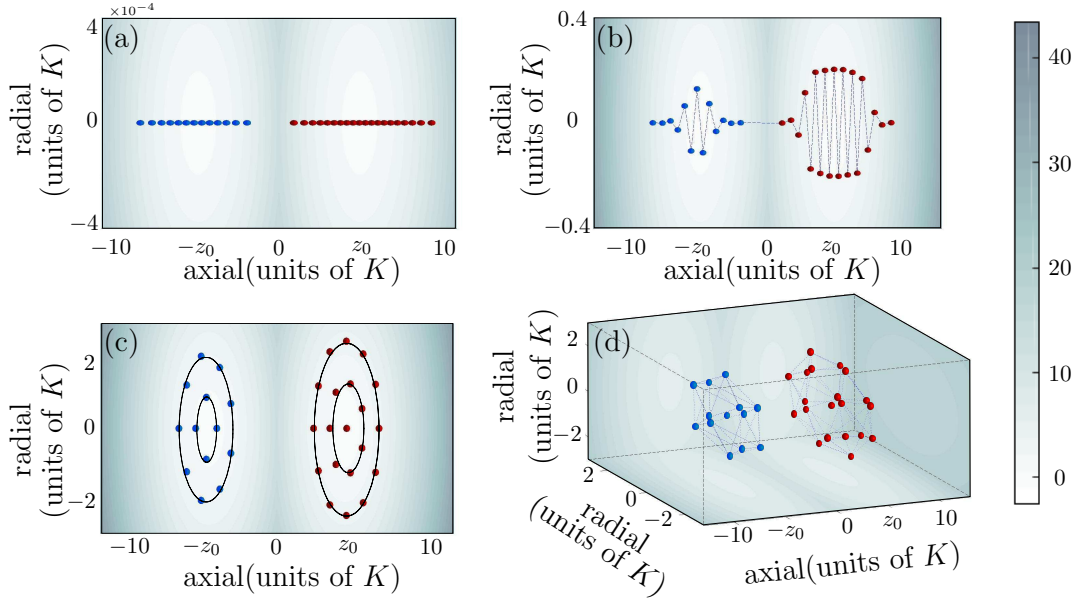 ×10⁻⁴
4
0
−4
radial
(units of K)
(a)
−10 −z₀ 0 z₀ 10
axial(units of K)
0.4
0
−0.4
radial
(units of K)
(b)
−10 −z₀ 0 z₀ 10
axial(units of K)
2
0
−2
radial
(units of K)
(c)
−10 −z₀ 0 z₀ 10
axial(units of K)
2
0
−2
radial
(units of K)
(d)
2
0
−2
radial
(units of K)
−10 −z₀ 0 z₀ 10
axial(units of K)
40
30
20
10
0